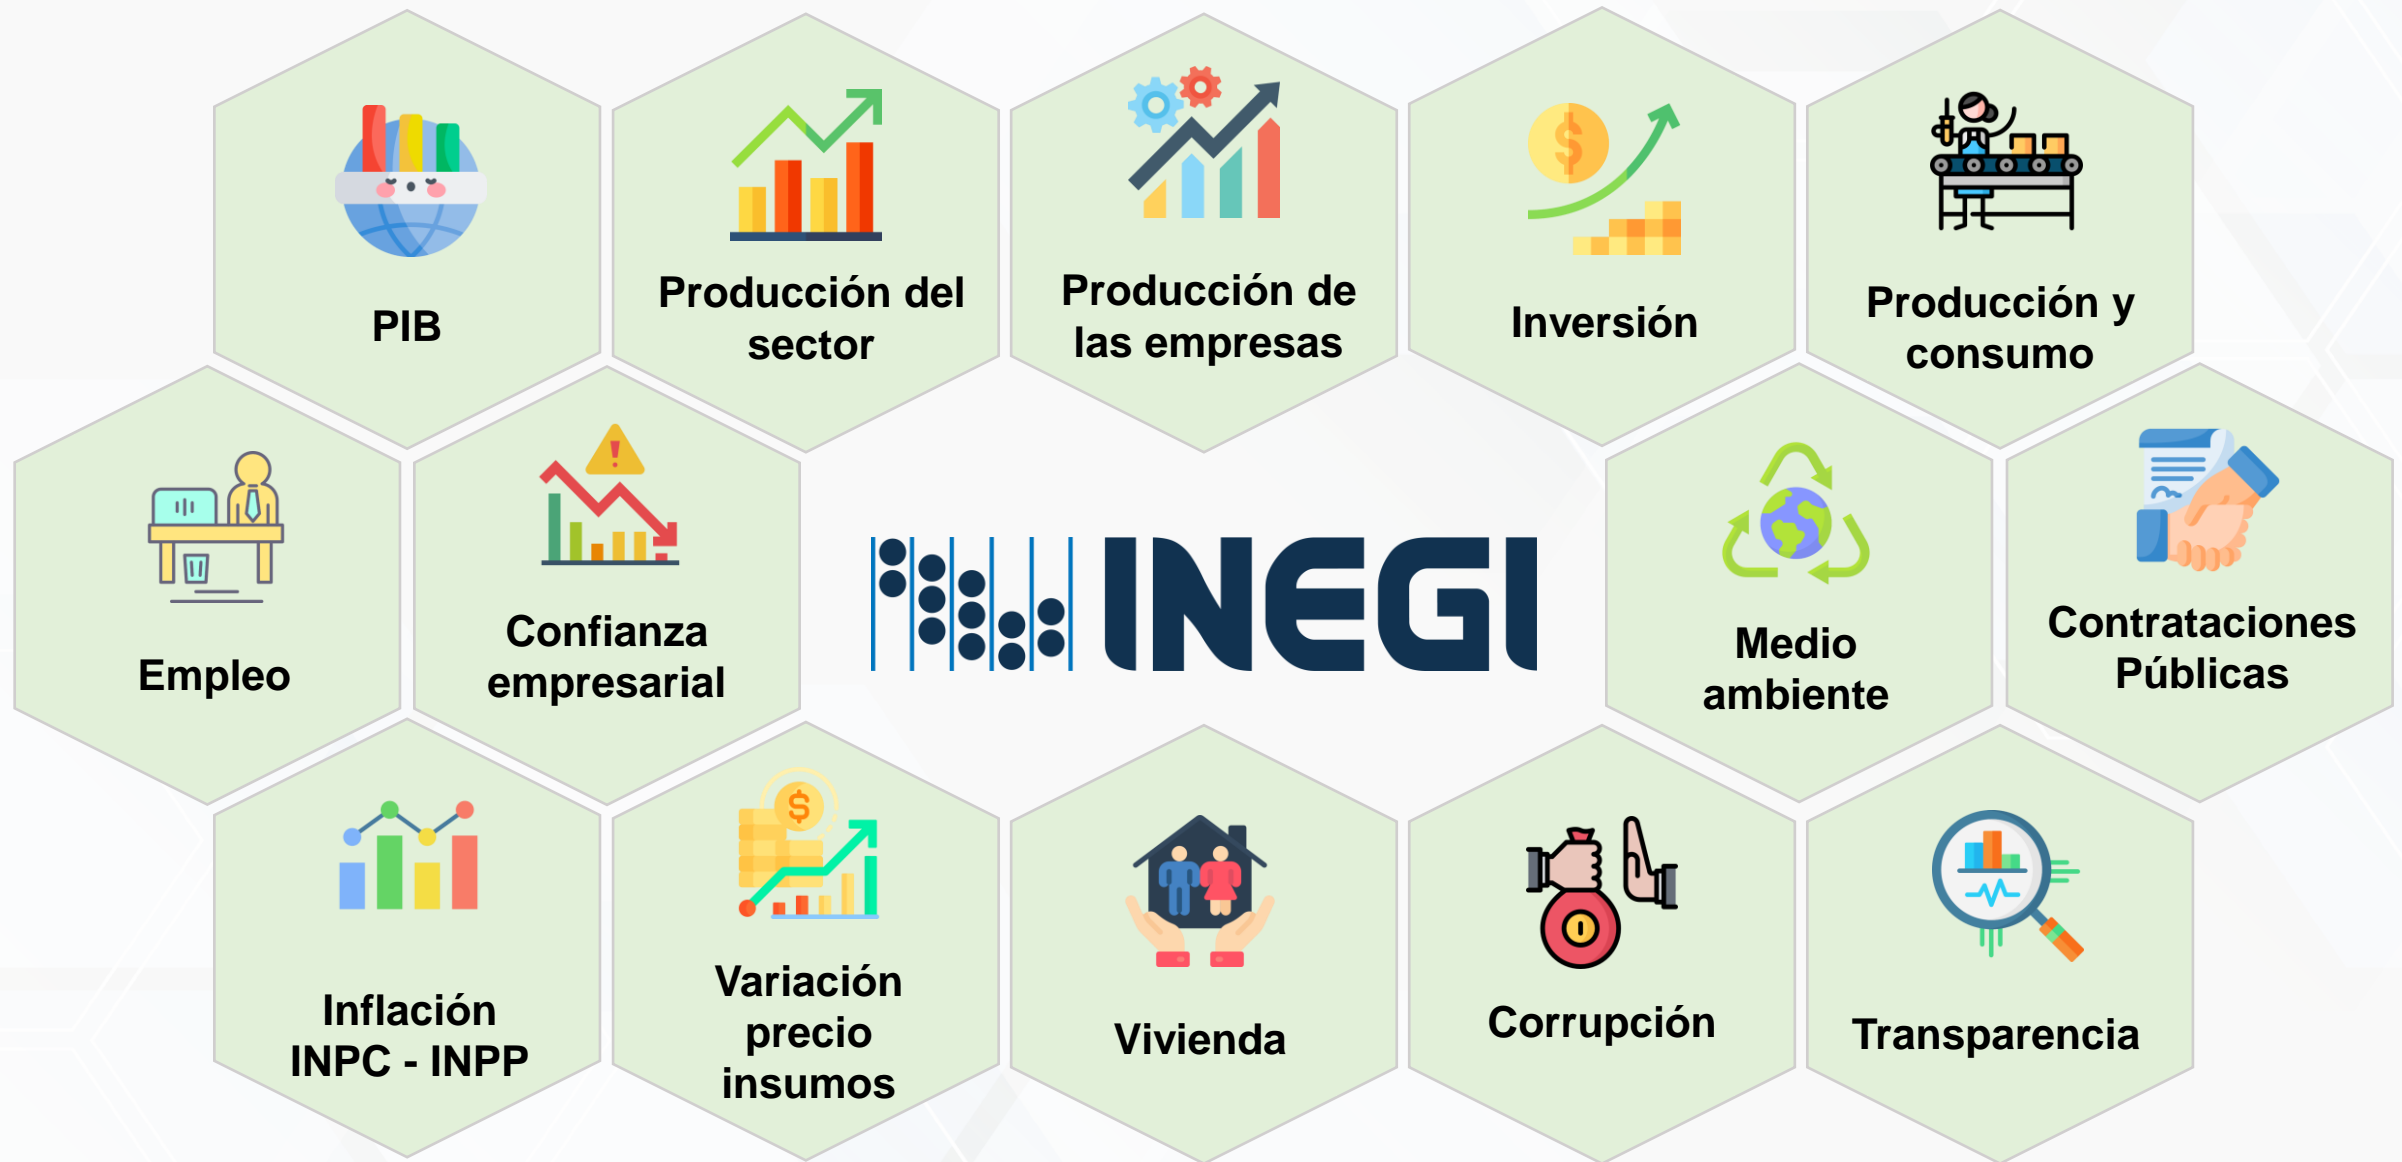 PIB
Producción del
sector
Producción de
las empresas
Inversión
Producción y
consumo
Empleo
Confianza
empresarial
INEGI
Medio
ambiente
Contrataciones
Públicas
Inflación
INPC - INPP
Variación
precio
insumos
Vivienda
Corrupción
Transparencia